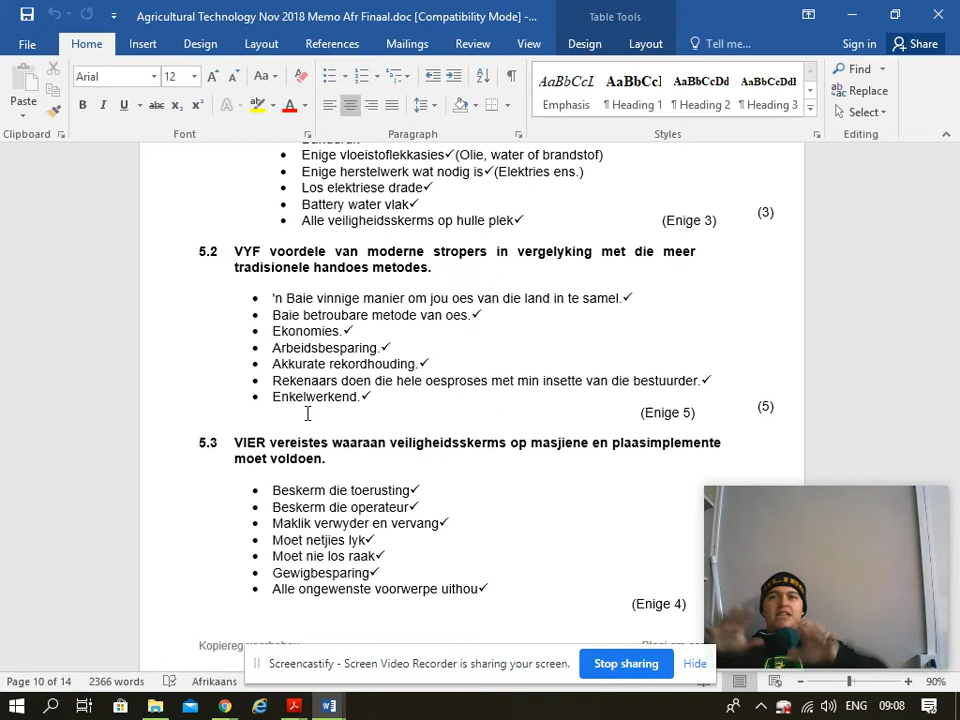 Agricultural Technology Nov 2018 Memo Afr Finaal.doc [Compatibility Mode] -...
Table Tools
File
Home
Insert
Design
Layout
References
Mailings
Review
View
Design
Layout
Tell me...
Sign in
Share
Paste
Arial
12
Aa
Find
Replace
Select
B I U abc x₂ x²
AaBbCcL
AaBbCcI
AaBbCcDd
AaBbCcDdI
Emphasis
¶ Heading 1
¶ Heading 2
¶ Heading 3
Clipboard
Font
Paragraph
Styles
Editing
• Enige vloeistoflekkasies✓(Olie, water of brandstof)
• Enige herstelwerk wat nodig is✓(Elektries ens.)
• Los elektriese drade✓
• Battery water vlak✓
• Alle veiligheidsskerms op hulle plek✓ (Enige 3) (3)
5.2 VYF voordele van moderne stropers in vergelyking met die meer
tradisionele handoes metodes.
• 'n Baie vinnige manier om jou oes van die land in te samel.✓
• Baie betroubare metode van oes.✓
• Ekonomies.✓
• Arbeidsbesparing.✓
• Akkurate rekordhouding.✓
• Rekenaars doen die hele oesproses met min insette van die bestuurder.✓
• Enkelwerkend.✓
(Enige 5) (5)
5.3 VIER vereistes waaraan veiligheidsskerms op masjiene en plaasimplemente
moet voldoen.
• Beskerm die toerusting✓
• Beskerm die operateur✓
• Maklik verwyder en vervang✓
• Moet netjies lyk✓
• Moet nie los raak✓
• Gewigbesparing✓
• Alle ongewenste voorwerpe uithou✓
(Enige 4)
Kopiereg
Screencastify - Screen Video Recorder is sharing your screen.
Stop sharing
Hide
Page 10 of 14
2366 words
Afrikaans
90%
ENG
09:08